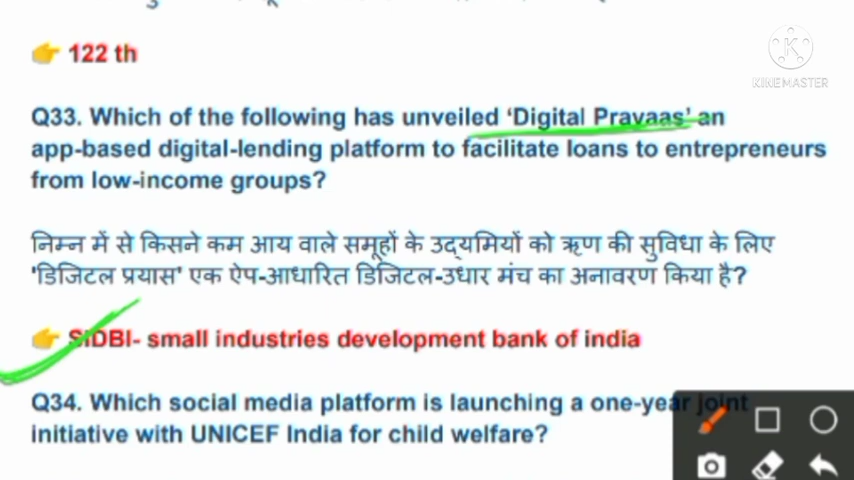 122 th
KINEMASTER
Q33. Which of the following has unveiled 'Digital Prayaas' an
app-based digital-lending platform to facilitate loans to entrepreneurs
from low-income groups?
निम्न में से किसने कम आय वाले समूहों के उद्यमियों को ऋण की सुविधा के लिए
'डिजिटल प्रयास' एक ऐप-आधारित डिजिटल-उधार मंच का अनावरण किया है?
SIDBI- small industries development bank of india
Q34. Which social media platform is launching a one-year joint
initiative with UNICEF India for child welfare?